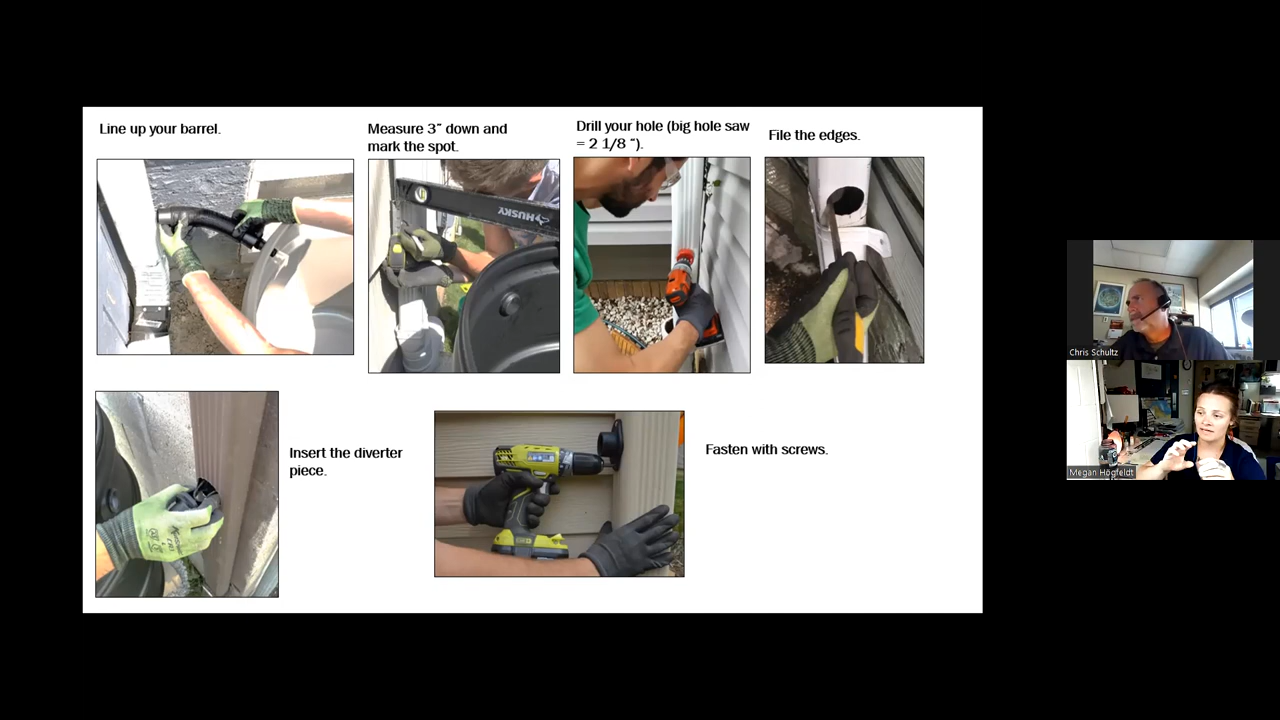 Line up your barrel.
Measure 3" down and
mark the spot.
Drill your hole (big hole saw
= 2 1/8 ").
File the edges.
HUSKY
Insert the diverter
piece.
Fasten with screws.
Chris Schultz
Megan Hogfeldt